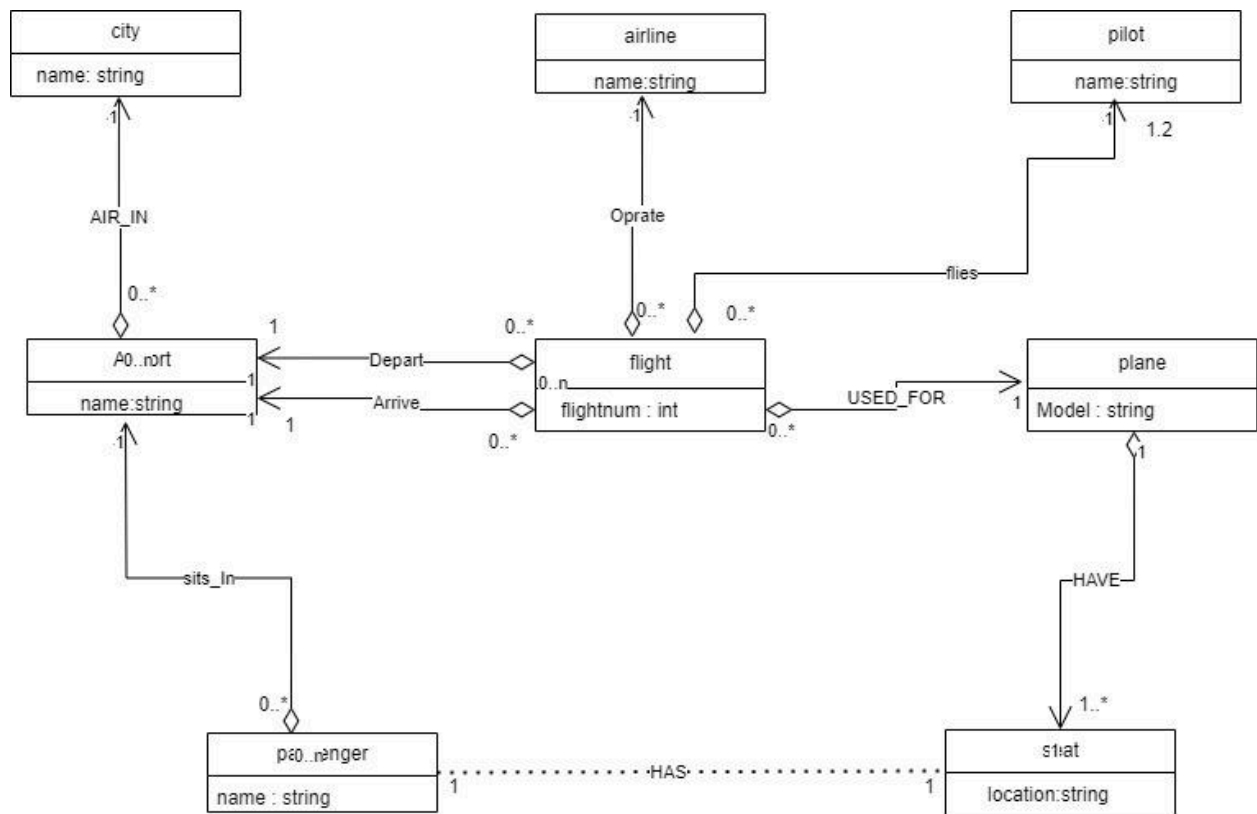 city
name: string
airline
name:string
pilot
name:string
1
1
1
1.2
AIR_IN
Oprate
flies
0..*
0..*
0..*
1
0..*
Depart
flight
plane
name:string
1
0..n
flightnum : int
USED_FOR
1
Model : string
Arrive
1
1
0..*
0..*
1
1
sits_In
HAVE
0..*
1..*
0..n
HAS
name : string
1
1
location:string